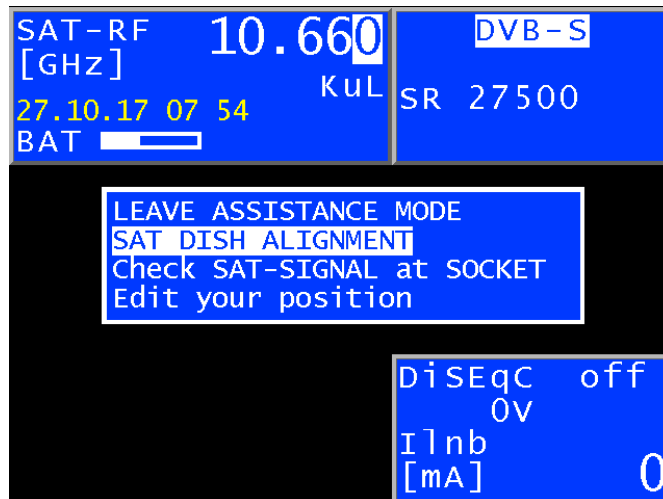 SAT-RF 10.660
[GHz]
KuL
27.10.17 07 54
BAT
DVB-S
SR 27500
LEAVE ASSISTANCE MODE
SAT DISH ALIGNMENT
Check SAT-SIGNAL at SOCKET
Edit your position
DiSEqC off
0V
Ilnb
[mA] 0